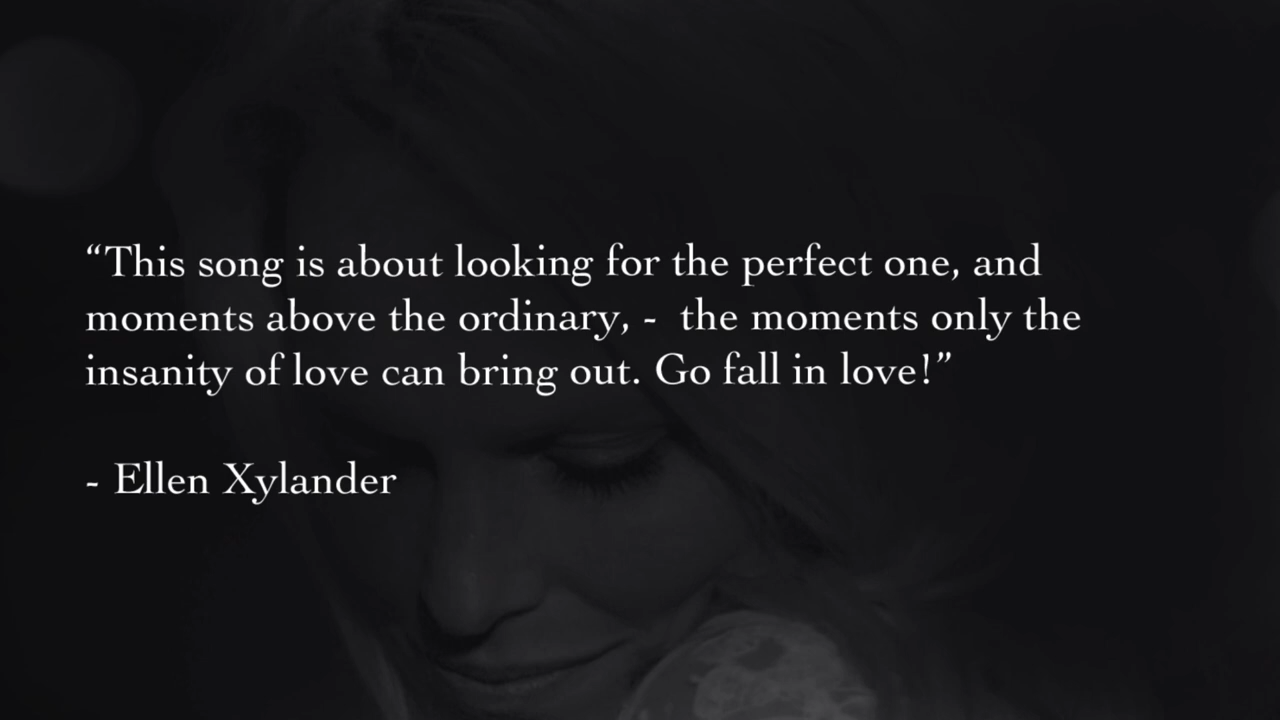 “This song is about looking for the perfect one, and
moments above the ordinary, -  the moments only the
insanity of love can bring out. Go fall in love!”
- Ellen Xylander